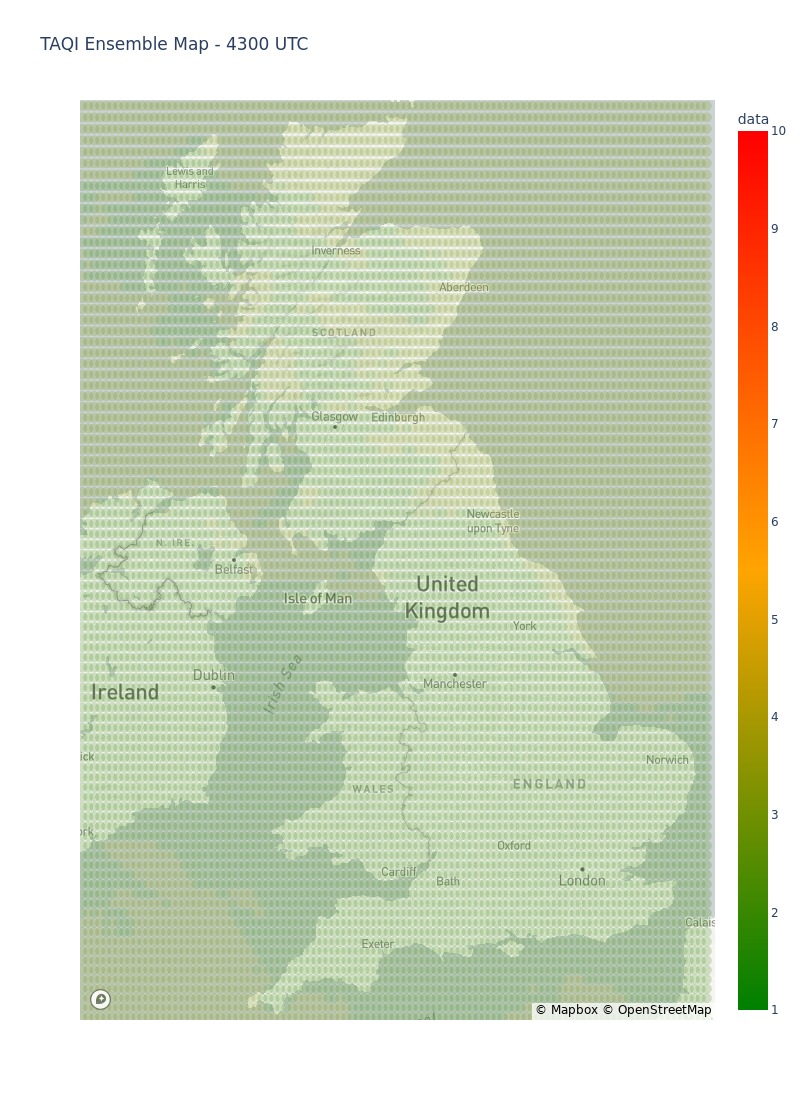 TAQI Ensemble Map - 4300 UTC
data
10
9
8
7
6
5
4
3
2
1
Lewis and
Harris
Inverness
Aberdeen
SCOTLAND
Glasgow
Edinburgh
Newcastle
upon Tyne
N. IRE.
Belfast
Isle of Man
United
Kingdom
York
Dublin
Manchester
Irish Sea
Ireland
Norwich
ick
WALES
ENGLAND
ork
Oxford
Cardiff
Bath
London
Calais
Exeter
© Mapbox © OpenStreetMap